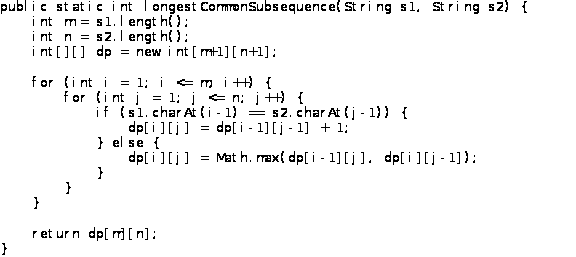 public static int longestCommonSubsequence(String s1, String s2) {
    int m = s1.length();
    int n = s2.length();
    int[][] dp = new int[m+1][n+1];

    for (int i = 1; i <= m; i++) {
        for (int j = 1; j <= n; j++) {
            if (s1.charAt(i-1) == s2.charAt(j-1)) {
                dp[i][j] = dp[i-1][j-1] + 1;
            } else {
                dp[i][j] = Math.max(dp[i-1][j], dp[i][j-1]);
            }
        }
    }

    return dp[m][n];
}